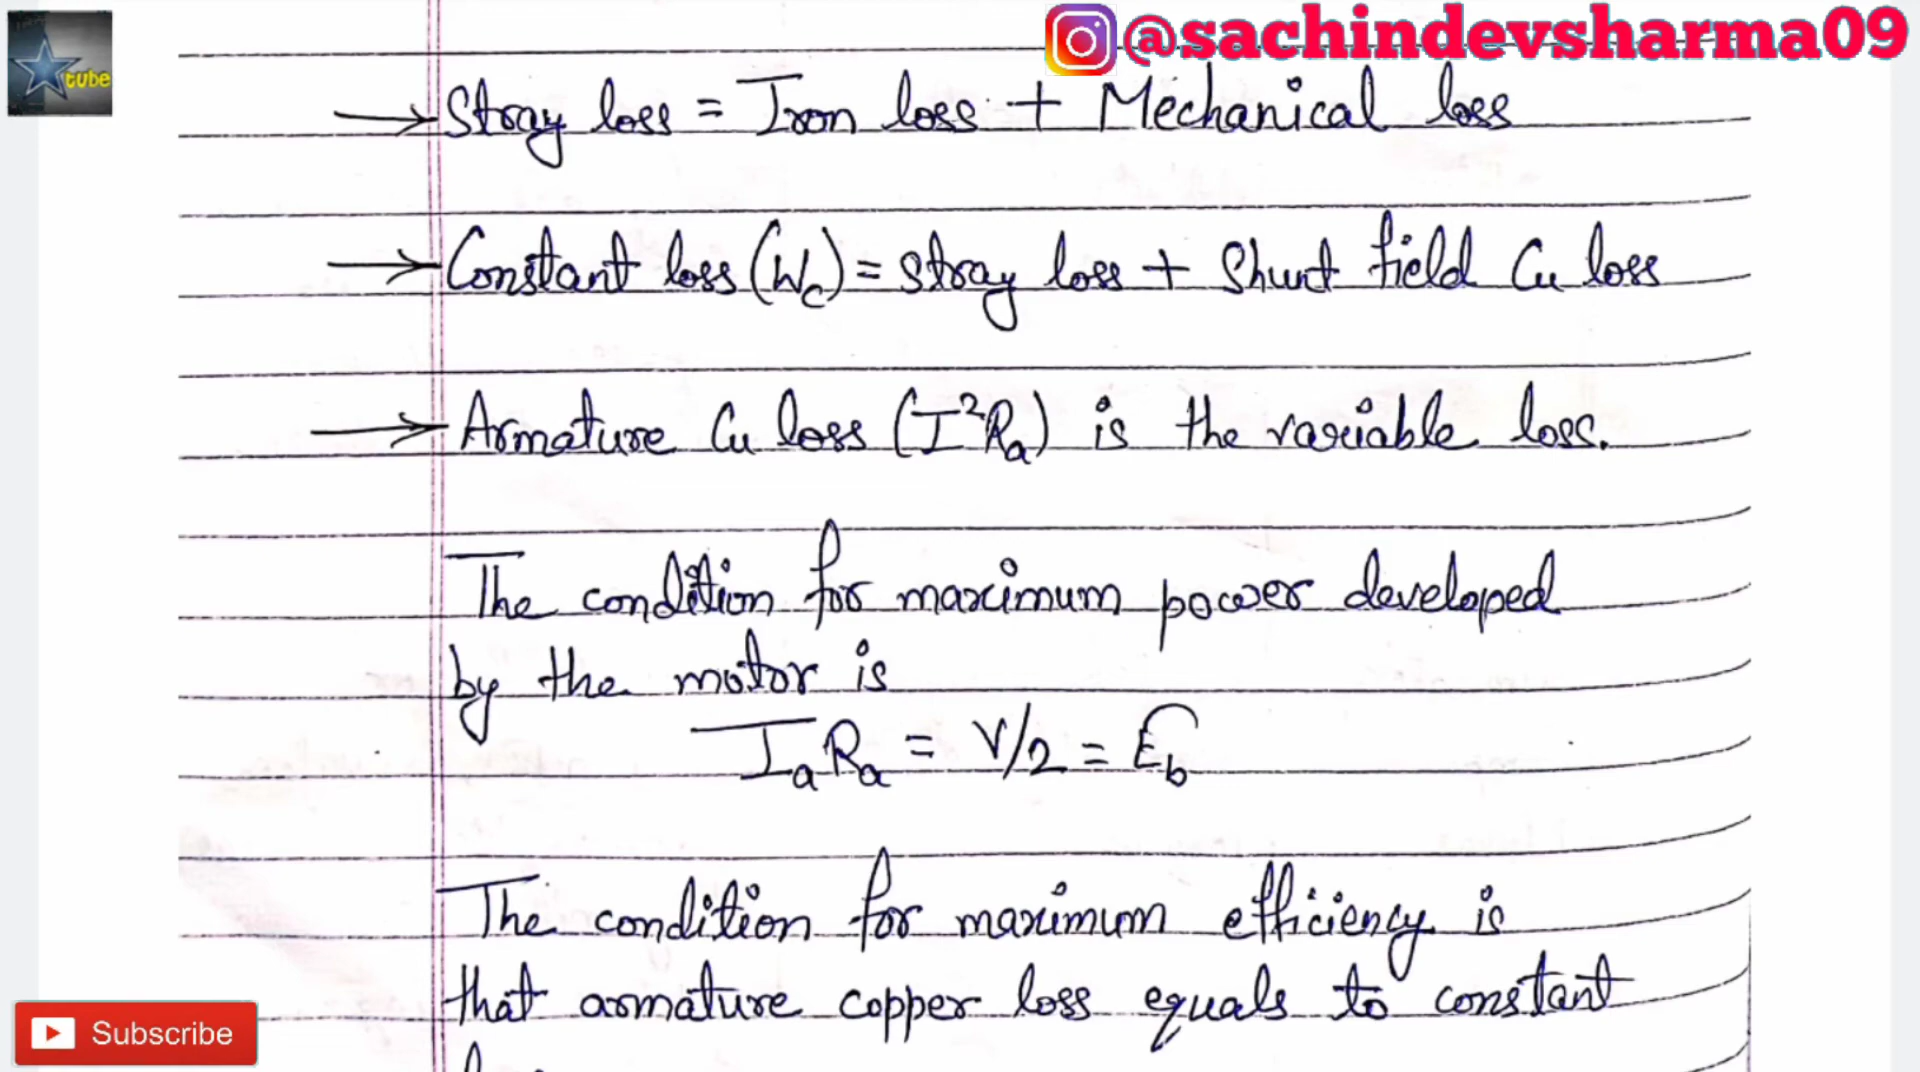 @sachindevsharma09
tube
→ Stray loss = Iron loss + Mechanical loss
→ Constant loss (Wc) = stray loss + Shunt field Cu loss
→ Armature Cu loss (I²Ra) is the variable loss.
The condition for maximum power developed
by the motor is
IaRa = V/2 = Eb
The condition for maximum efficiency is
that armature copper loss equals to constant
Subscribe